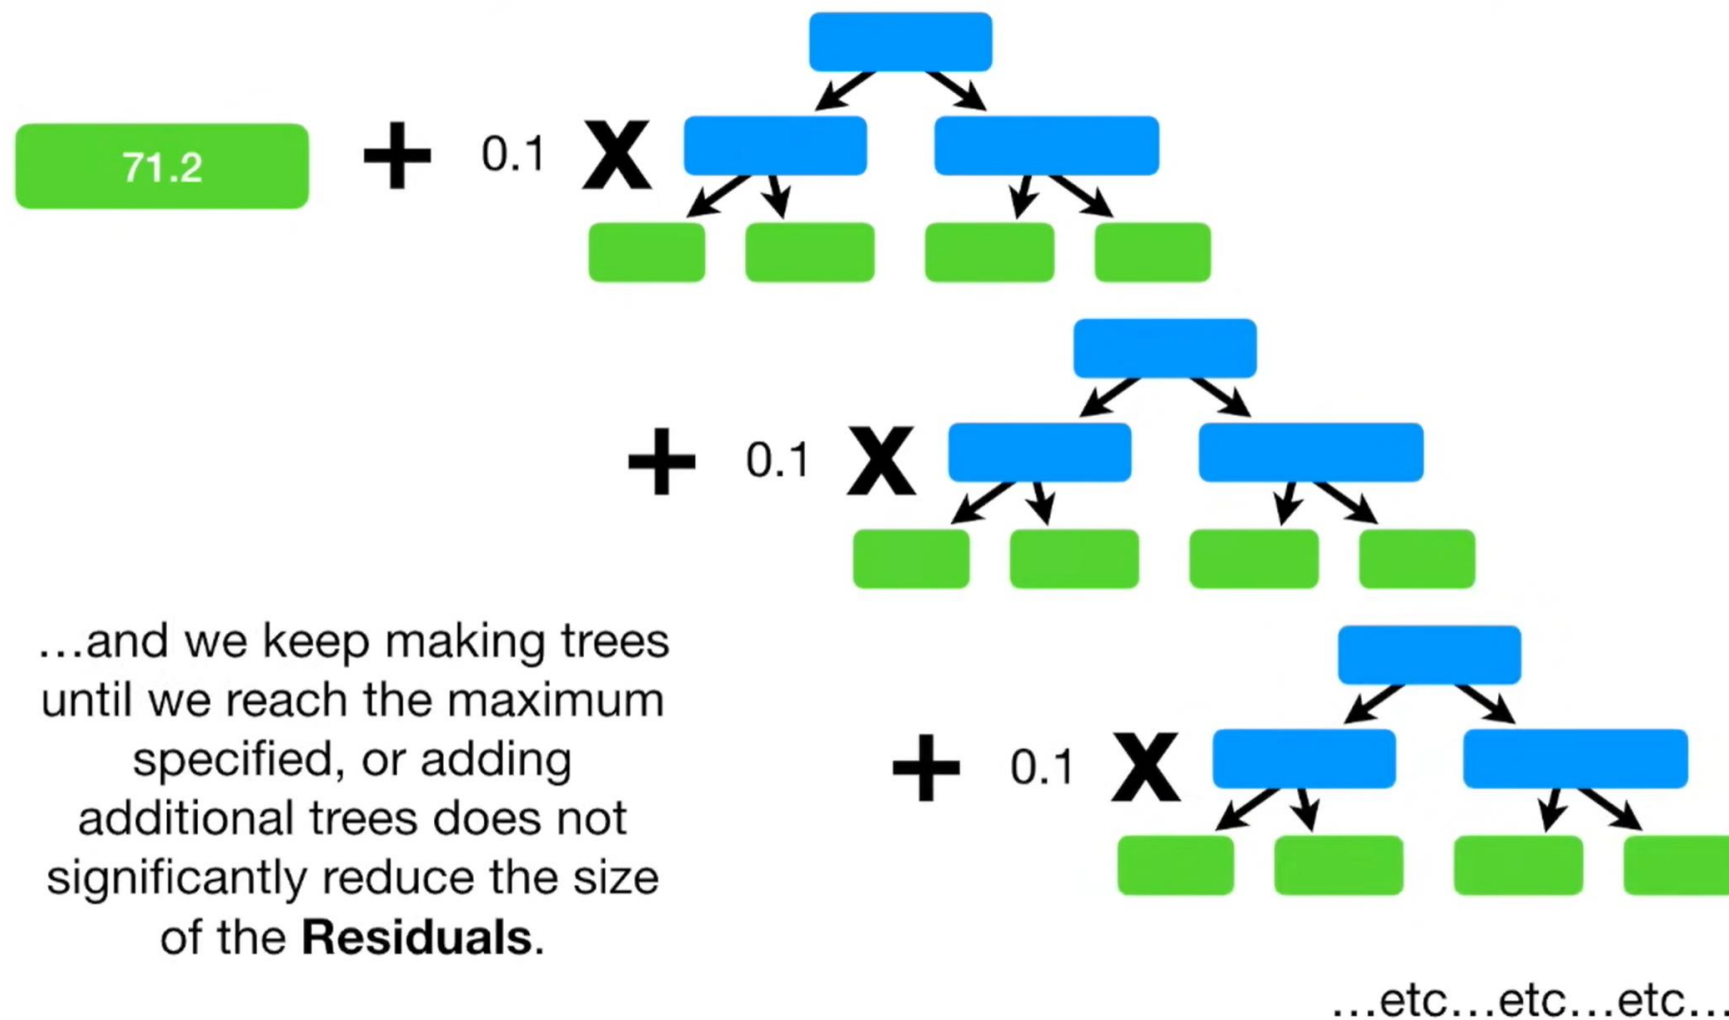 71.2
+ 0.1 X
+ 0.1 X
…and we keep making trees
until we reach the maximum
specified, or adding
additional trees does not
significantly reduce the size
of the Residuals.
+ 0.1 X
…etc…etc…etc…